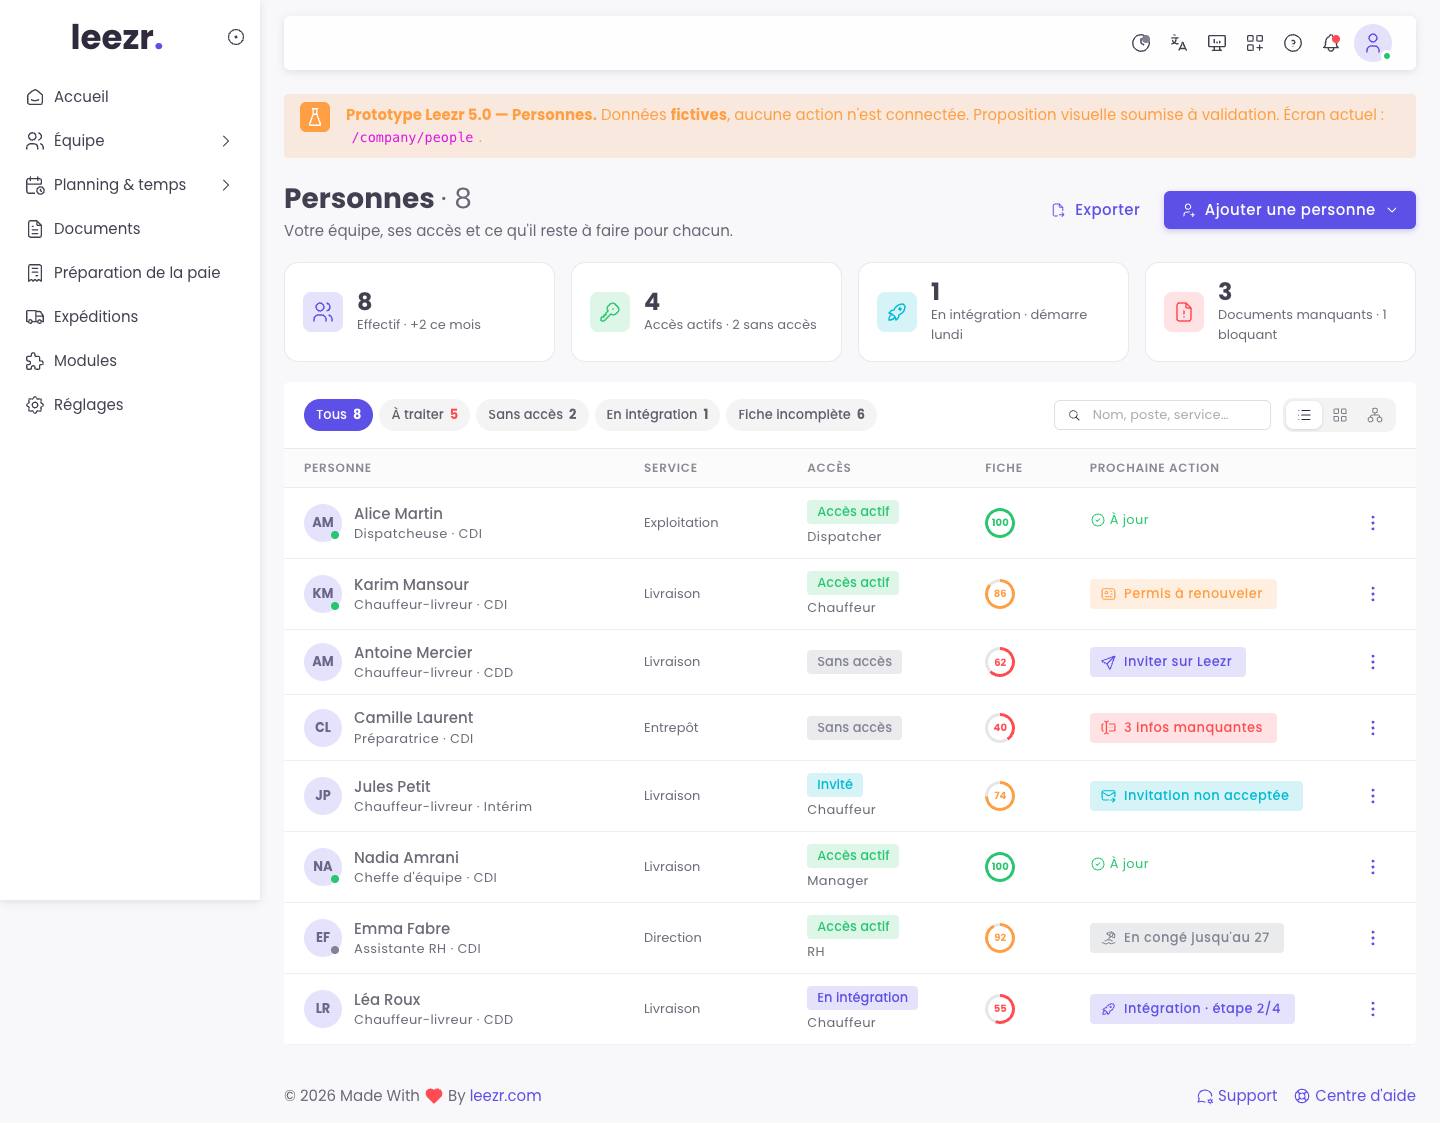 leezr.
Accueil
Équipe
Planning & temps
Documents
Préparation de la paie
Expéditions
Modules
Réglages
Prototype Leezr 5.0 — Personnes. Données fictives, aucune action n'est connectée. Proposition visuelle soumise à validation. Écran actuel :
/company/people .
Personnes · 8
Votre équipe, ses accès et ce qu'il reste à faire pour chacun.
Exporter
Ajouter une personne
8
Effectif · +2 ce mois
4
Accès actifs · 2 sans accès
1
En intégration · démarre
lundi
3
Documents manquants · 1
bloquant
Tous 8
À traiter 5
Sans accès 2
En intégration 1
Fiche incomplète 6
Nom, poste, service…
PERSONNE SERVICE ACCÈS FICHE PROCHAINE ACTION
AM
Alice Martin
Dispatcheuse · CDI
Exploitation
Accès actif
Dispatcher
100
À jour
KM
Karim Mansour
Chauffeur-livreur · CDI
Livraison
Accès actif
Chauffeur
86
Permis à renouveler
AM
Antoine Mercier
Chauffeur-livreur · CDD
Livraison
Sans accès
62
Inviter sur Leezr
CL
Camille Laurent
Préparatrice · CDI
Entrepôt
Sans accès
40
3 infos manquantes
JP
Jules Petit
Chauffeur-livreur · Intérim
Livraison
Invité
Chauffeur
74
Invitation non acceptée
NA
Nadia Amrani
Cheffe d'équipe · CDI
Livraison
Accès actif
Manager
100
À jour
EF
Emma Fabre
Assistante RH · CDI
Direction
Accès actif
RH
92
En congé jusqu'au 27
LR
Léa Roux
Chauffeur-livreur · CDD
Livraison
En intégration
Chauffeur
55
Intégration · étape 2/4
© 2026 Made With By leezr.com
Support
Centre d'aide